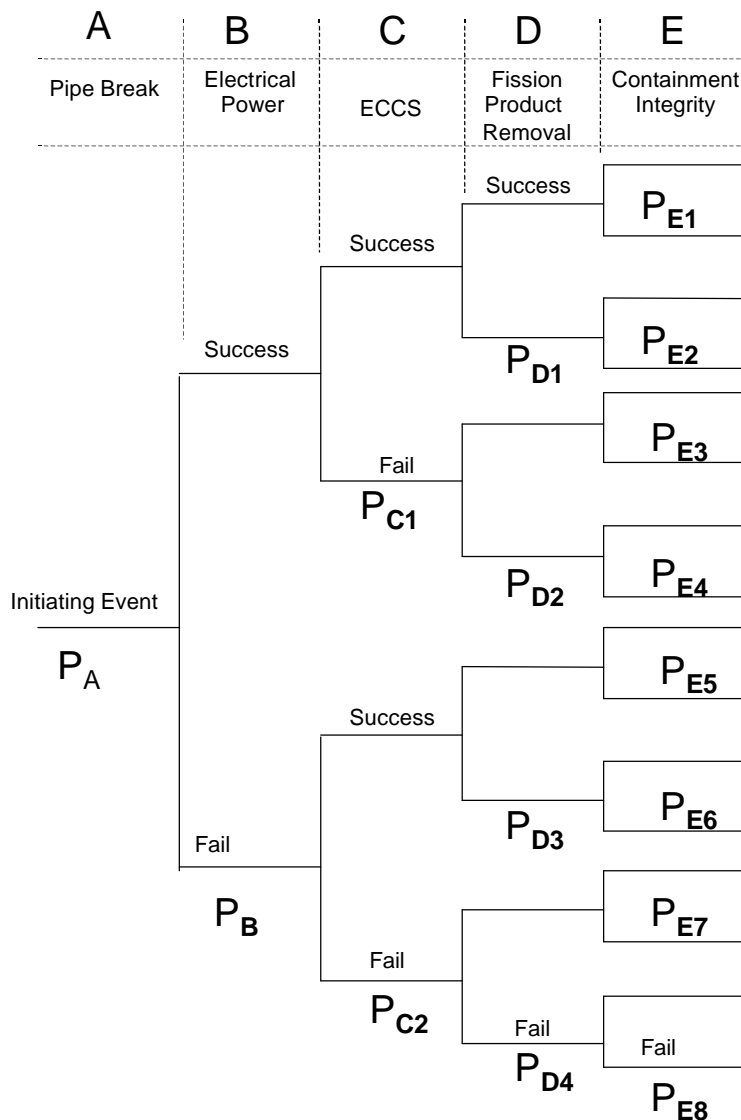 A B C D E
Pipe Break
Electrical
Power
ECCS
Fission
Product
Removal
Containment
Integrity
Success
P_E1
Success
P_E2
Success
P_D1
P_E3
Fail
P_C1
P_E4
P_D2
Initiating Event
P_A
P_E5
Success
P_E6
P_D3
Fail
P_B
P_E7
Fail
P_C2
Fail
P_D4
Fail
P_E8